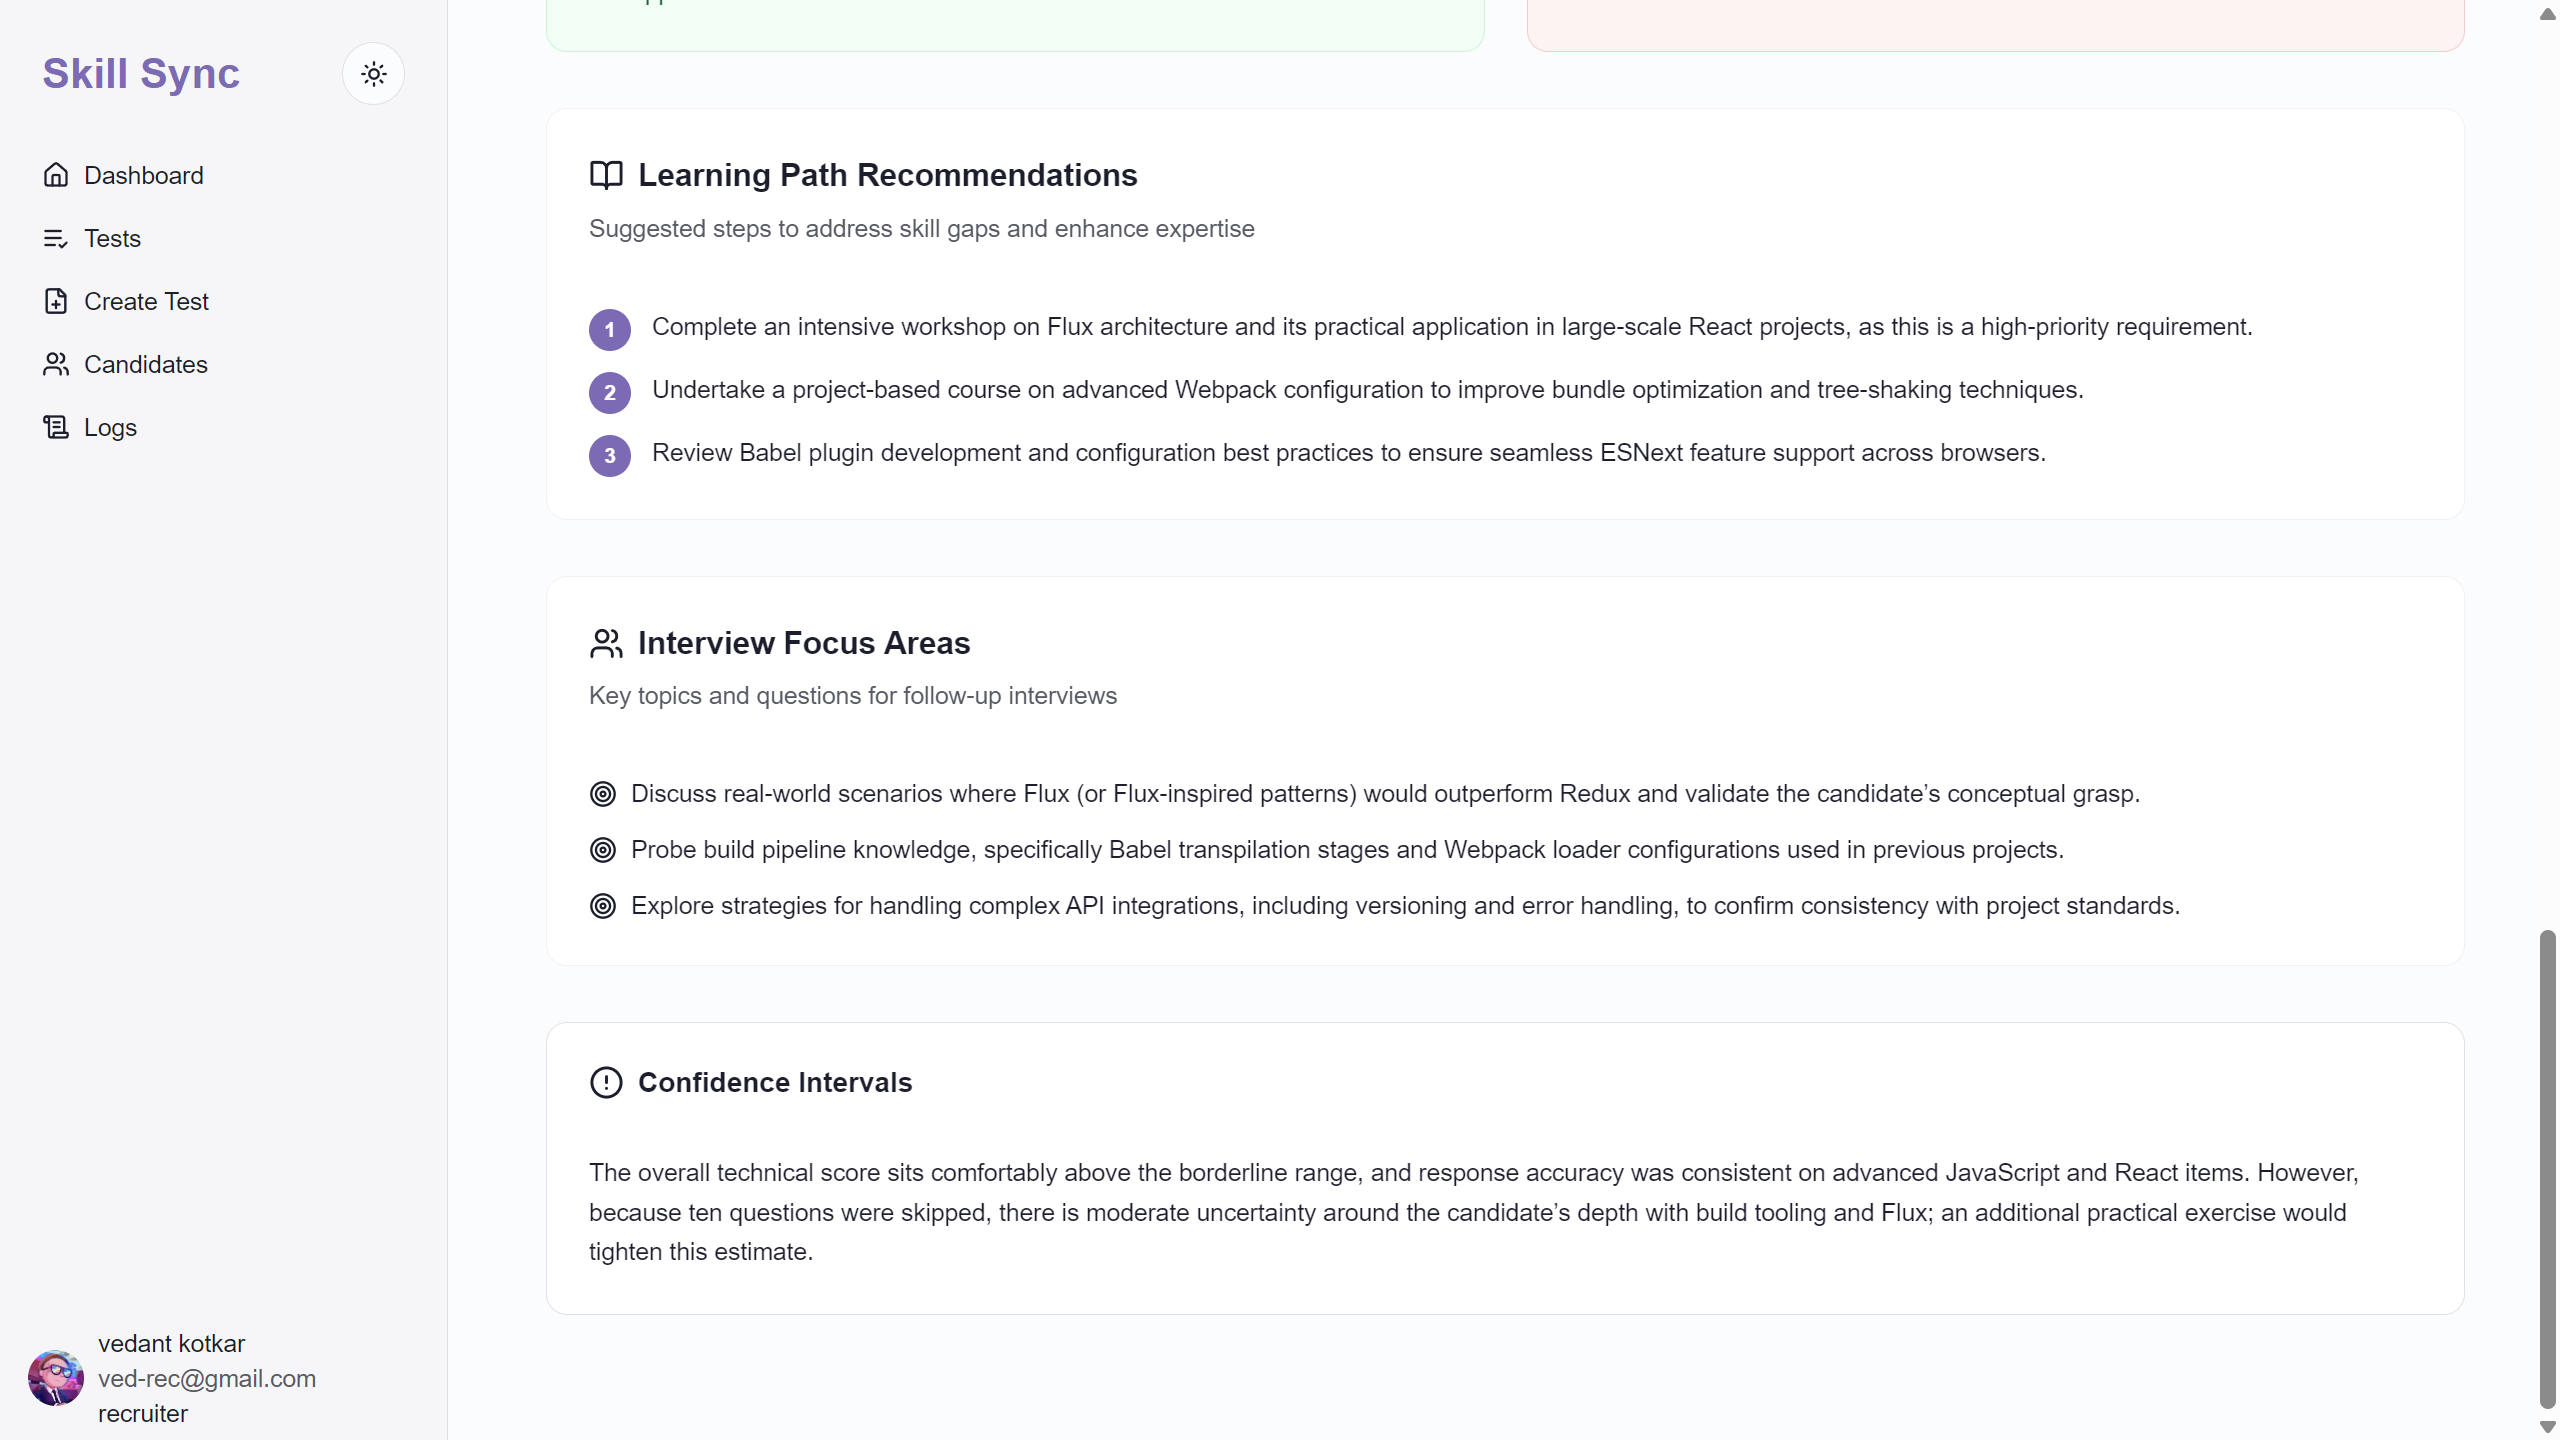 Skill Sync
Dashboard
Tests
Create Test
Candidates
Logs
vedant kotkar
ved-rec@gmail.com
recruiter
Learning Path Recommendations
Suggested steps to address skill gaps and enhance expertise
1 Complete an intensive workshop on Flux architecture and its practical application in large-scale React projects, as this is a high-priority requirement.
2 Undertake a project-based course on advanced Webpack configuration to improve bundle optimization and tree-shaking techniques.
3 Review Babel plugin development and configuration best practices to ensure seamless ESNext feature support across browsers.
Interview Focus Areas
Key topics and questions for follow-up interviews
Discuss real-world scenarios where Flux (or Flux-inspired patterns) would outperform Redux and validate the candidate’s conceptual grasp.
Probe build pipeline knowledge, specifically Babel transpilation stages and Webpack loader configurations used in previous projects.
Explore strategies for handling complex API integrations, including versioning and error handling, to confirm consistency with project standards.
Confidence Intervals
The overall technical score sits comfortably above the borderline range, and response accuracy was consistent on advanced JavaScript and React items. However,
because ten questions were skipped, there is moderate uncertainty around the candidate’s depth with build tooling and Flux; an additional practical exercise would
tighten this estimate.